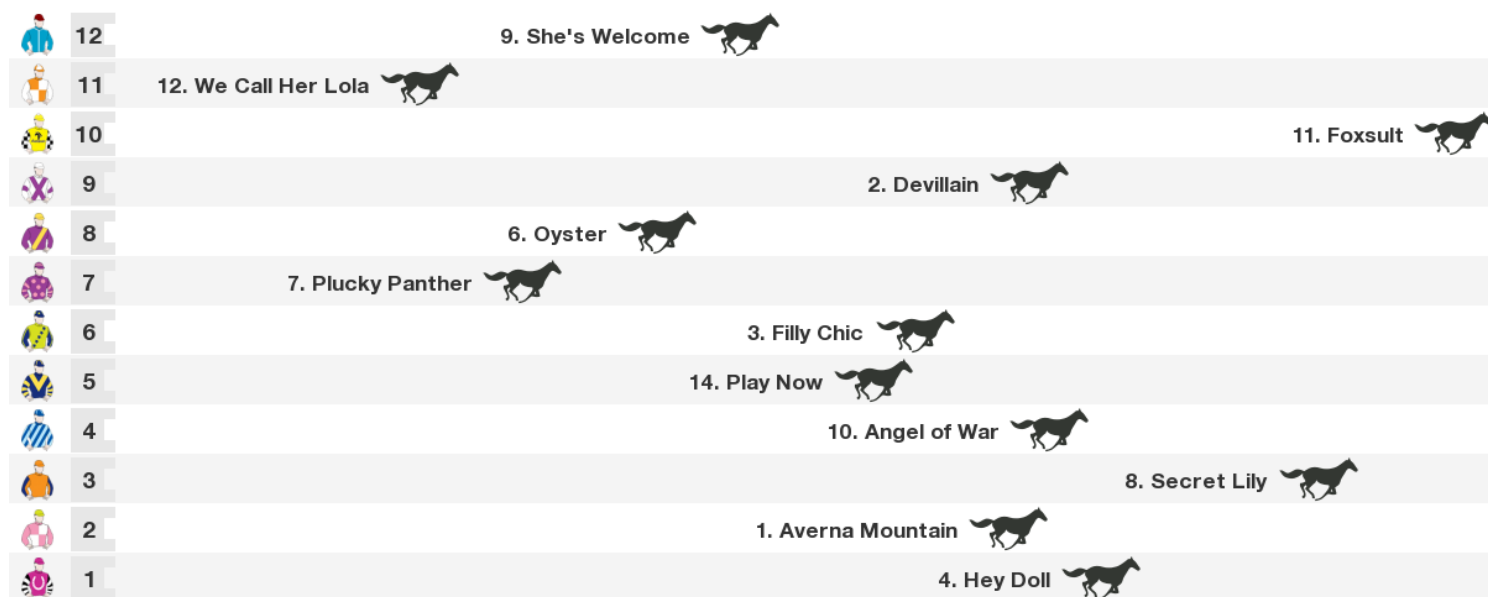 12 9. She's Welcome
11 12. We Call Her Lola
10 11. Foxsult
9 2. Devillain
8 6. Oyster
7 7. Plucky Panther
6 3. Filly Chic
5 14. Play Now
4 10. Angel of War
3 8. Secret Lily
2 1. Averna Mountain
1 4. Hey Doll